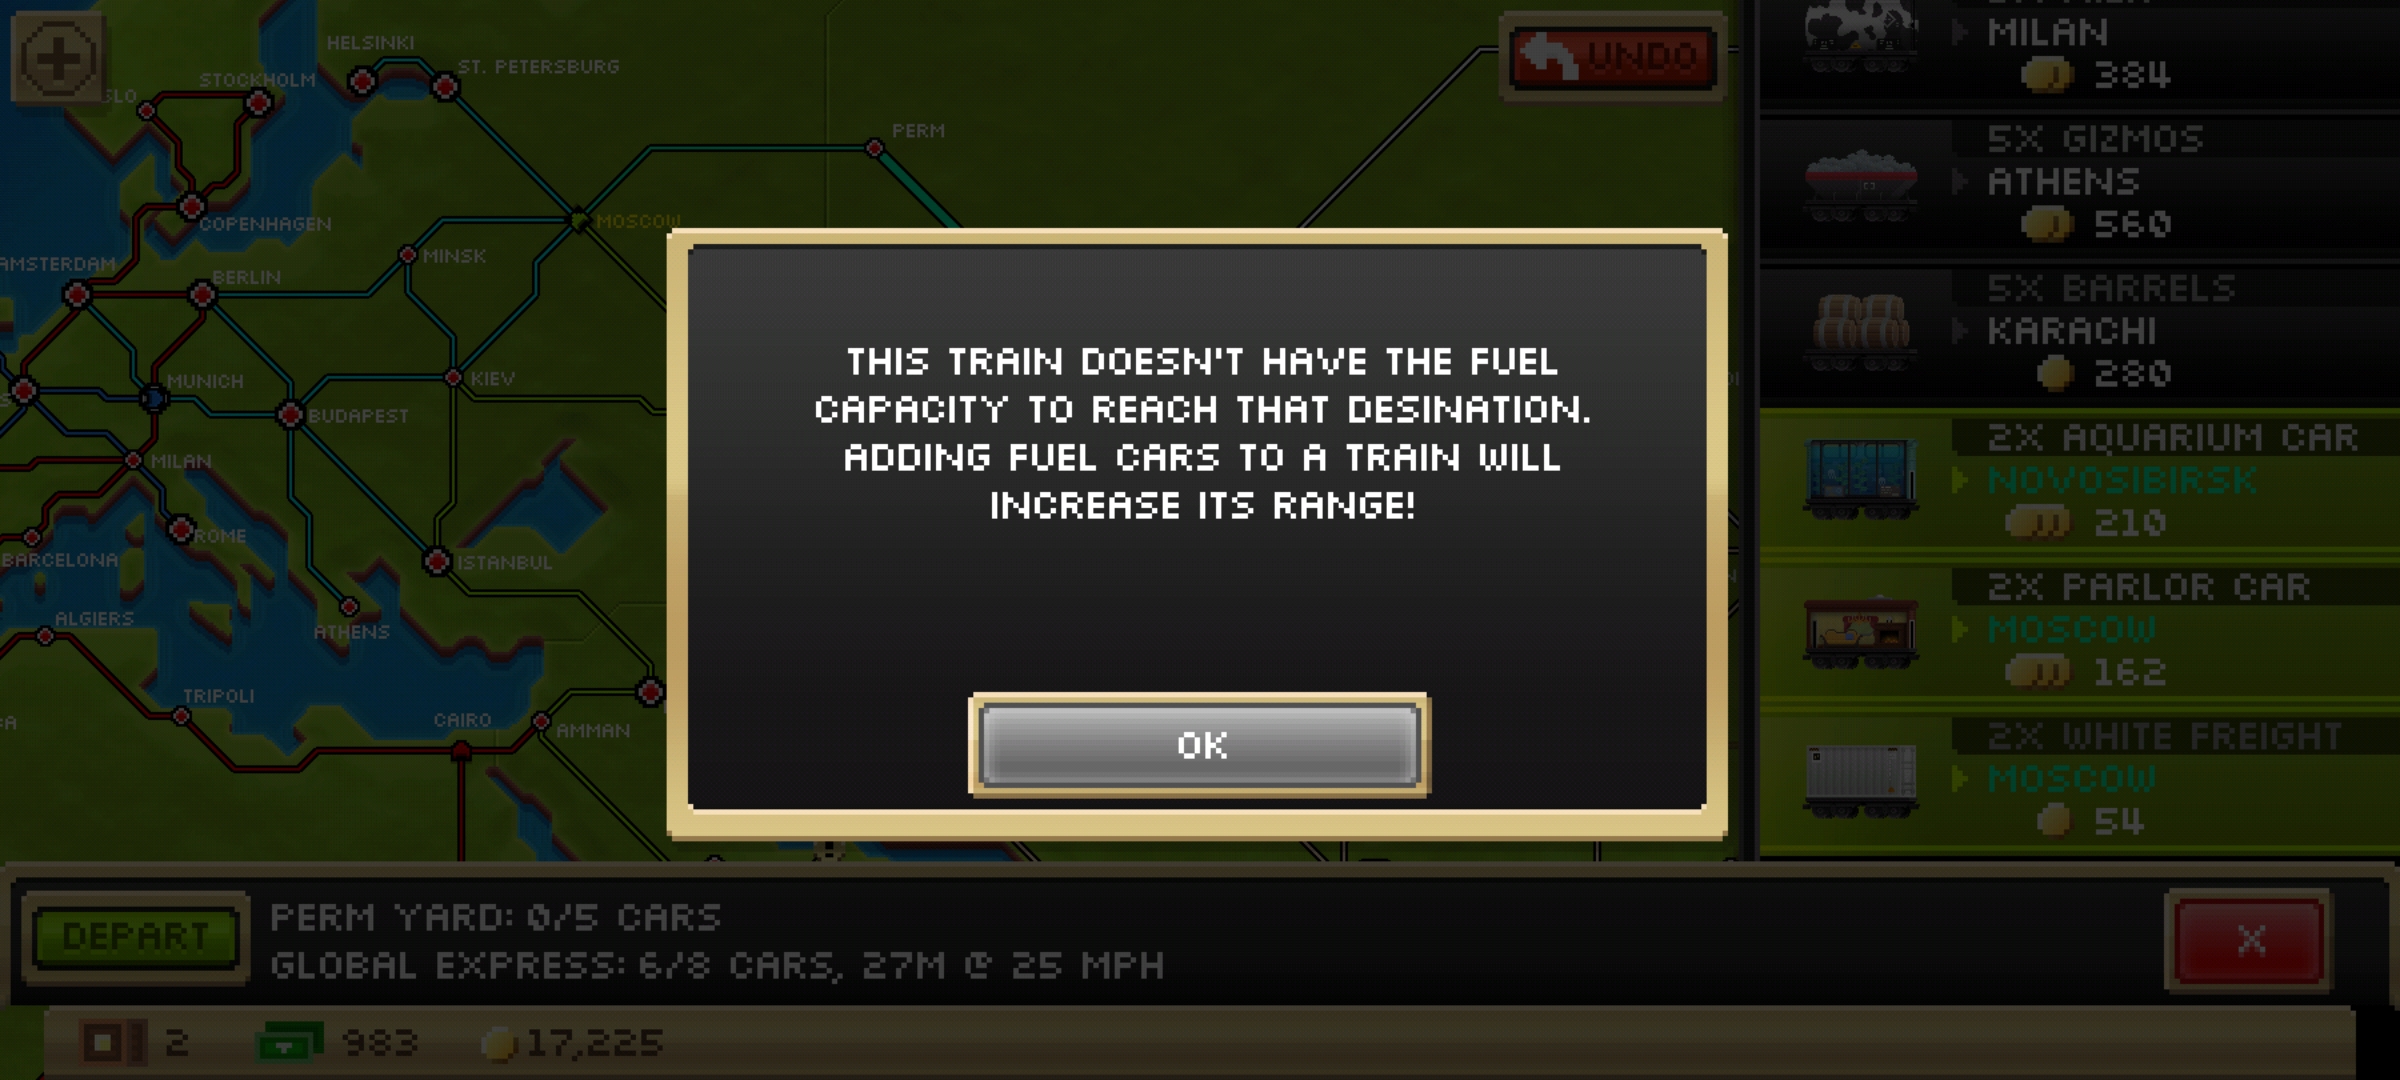 HELSINKI
ST. PETERSBURG
STOCKHOLM
SLO
PERM
UNDO
MOSCOW
COPENHAGEN
MINSK
AMSTERDAM
BERLIN
MUNICH
KIEV
BUDAPEST
MILAN
ROME
BARCELONA
ISTANBUL
ALGIERS
ATHENS
TRIPOLI
CAIRO
AMMAN
THIS TRAIN DOESN'T HAVE THE FUEL
CAPACITY TO REACH THAT DESINATION.
ADDING FUEL CARS TO A TRAIN WILL
INCREASE ITS RANGE!
OK
MILAN
384
5X GIZMOS
ATHENS
560
5X BARRELS
KARACHI
280
2X AQUARIUM CAR
NOVOSIBIRSK
210
2X PARLOR CAR
MOSCOW
162
2X WHITE FREIGHT
MOSCOW
54
DEPART
PERM YARD: 0/5 CARS
GLOBAL EXPRESS: 6/8 CARS, 27M @ 25 MPH
X
2
983
17,225